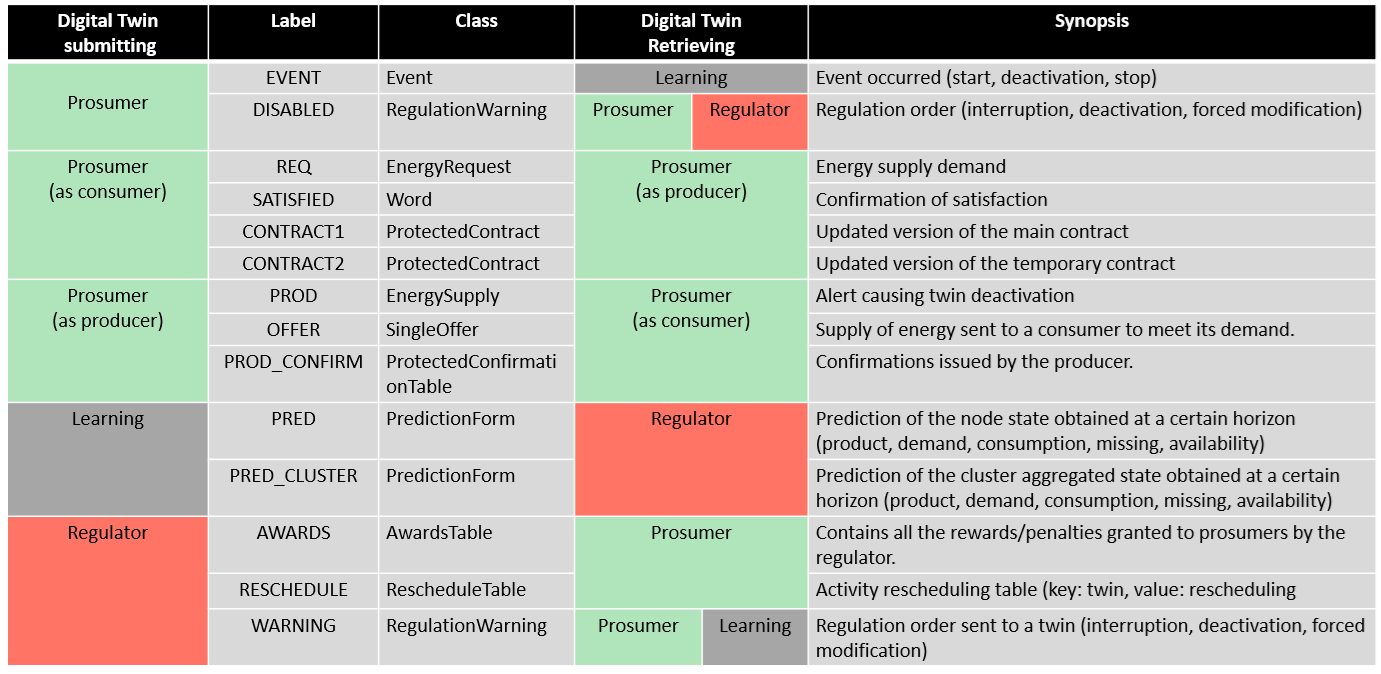 Digital Twin submitting Label Class Digital Twin Retrieving Synopsis
Prosumer
EVENT Event Learning Event occurred (start, deactivation, stop)
DISABLED RegulationWarning Prosumer Regulator Regulation order (interruption, deactivation, forced modification)
Prosumer
(as consumer)
REQ EnergyRequest Prosumer
(as producer)
Energy supply demand
SATISFIED Word Confirmation of satisfaction
CONTRACT1 ProtectedContract Updated version of the main contract
CONTRACT2 ProtectedContract Updated version of the temporary contract
Prosumer
(as producer)
PROD EnergySupply Prosumer
(as consumer)
Alert causing twin deactivation
OFFER SingleOffer Supply of energy sent to a consumer to meet its demand.
PROD_CONFIRM ProtectedConfirmati
onTable
Confirmations issued by the producer.
Learning PRED PredictionForm Regulator Prediction of the node state obtained at a certain horizon
(product, demand, consumption, missing, availability)
PRED_CLUSTER PredictionForm Prediction of the cluster aggregated state obtained at a certain
horizon (product, demand, consumption, missing, availability)
Regulator AWARDS AwardsTable Prosumer Contains all the rewards/penalties granted to prosumers by the
regulator.
RESCHEDULE RescheduleTable Activity rescheduling table (key: twin, value: rescheduling
WARNING RegulationWarning Prosumer Learning Regulation order sent to a twin (interruption, deactivation, forced
modification)